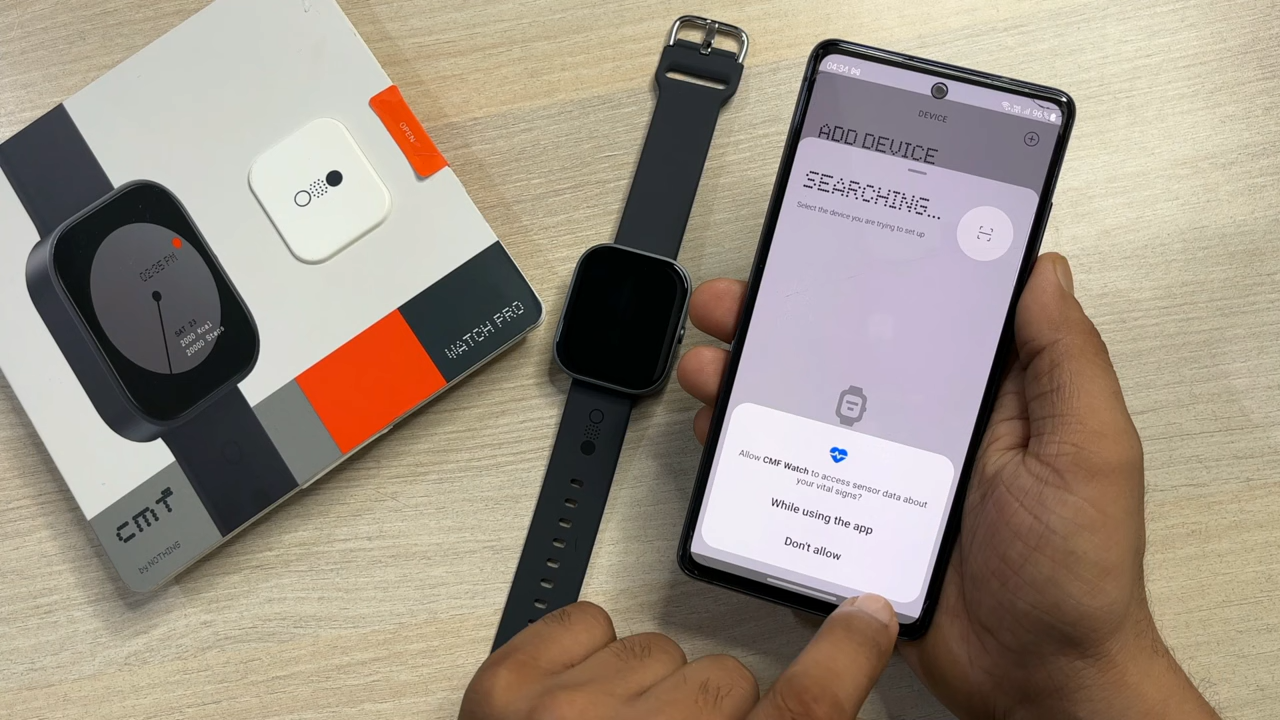 OPEN
02:35 PM
SAT 23
2000 Kcal
20000 Steps
WATCH PRO
CMF
by NOTHING
04:34
96%
DEVICE
ADD DEVICE
SEARCHING...
Select the device you are trying to set up
Allow CMF Watch to access sensor data about
your vital signs?
While using the app
Don't allow